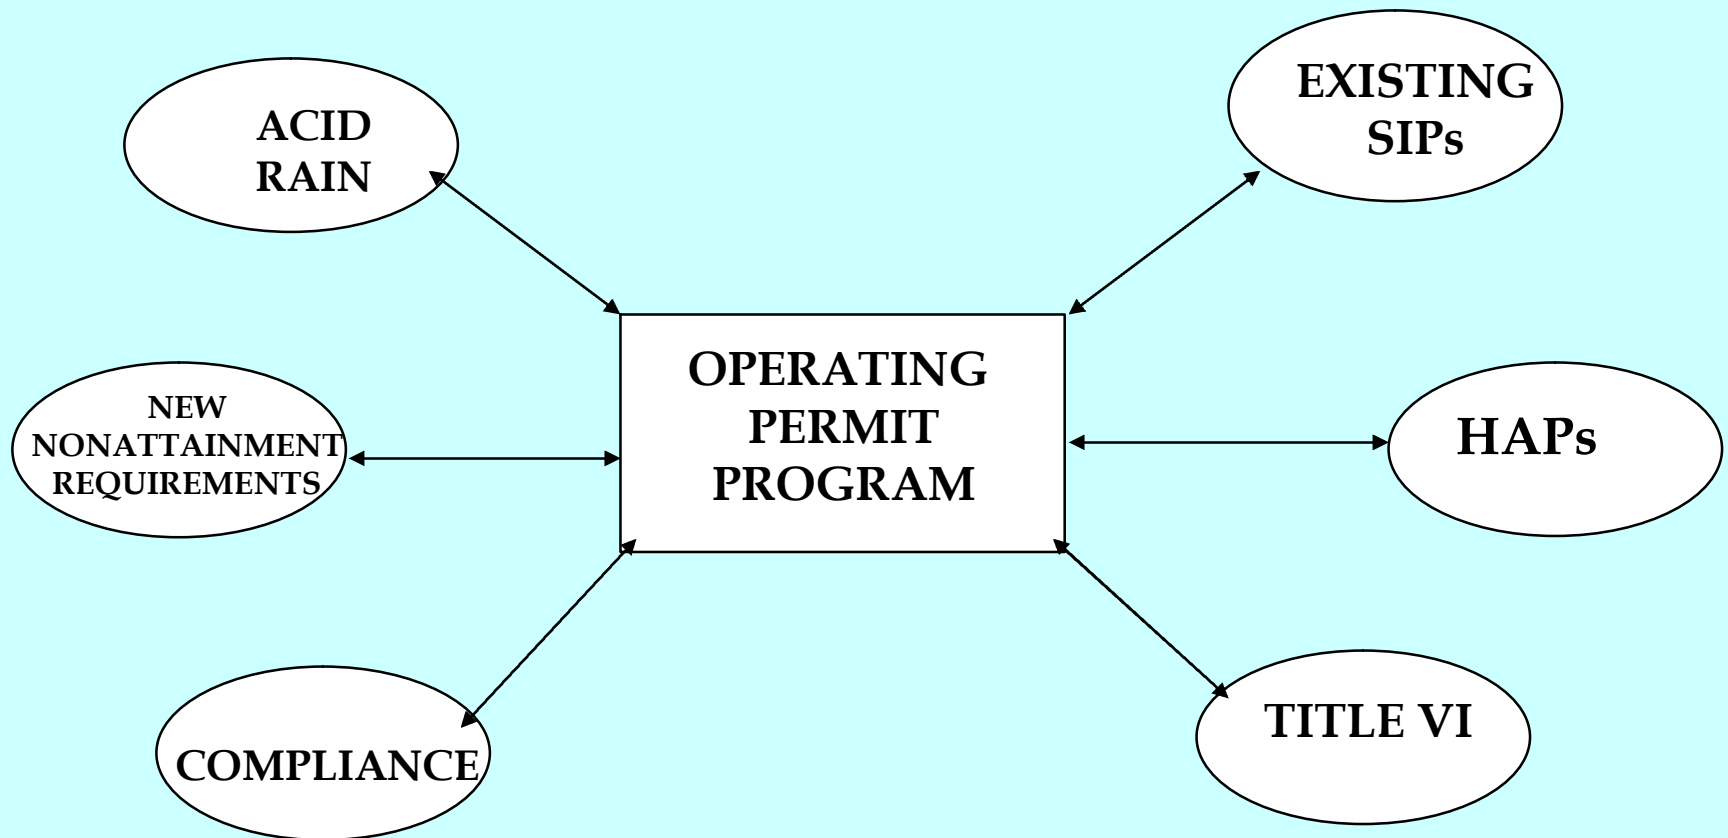 ACID
RAIN
EXISTING
SIPs
OPERATING
PERMIT
PROGRAM
NEW
NONATTAINMENT
REQUIREMENTS
HAPs
COMPLIANCE
TITLE VI